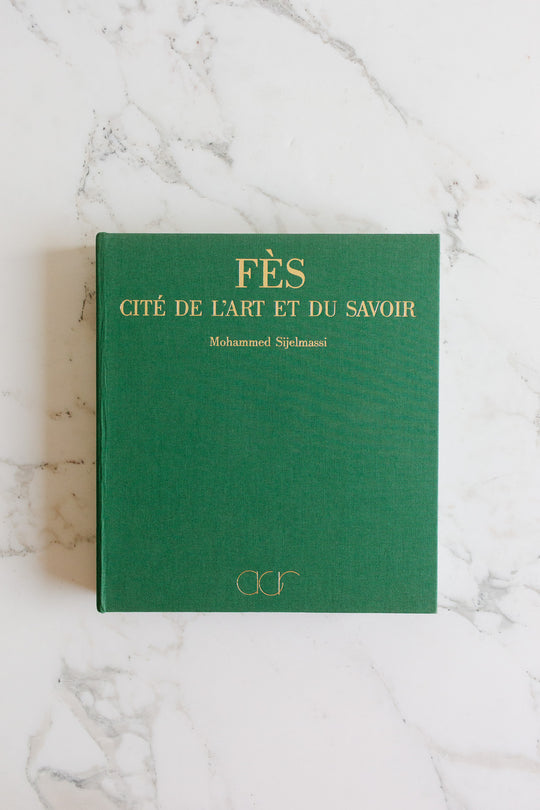 FÈS
CITÉ DE L'ART ET DU SAVOIR
Mohammed Sijelmassi
acr